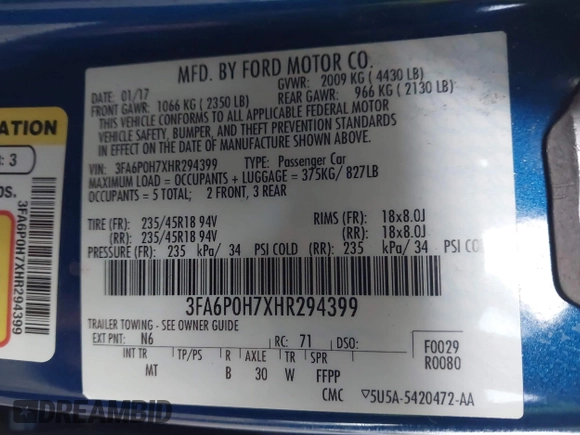 MFD. BY FORD MOTOR CO.
DATE: 01/17 GVWR: 2009 KG ( 4430 LB)
FRONT GAWR: 1066 KG ( 2350 LB) REAR GAWR: 966 KG ( 2130 LB)
THIS VEHICLE CONFORMS TO ALL APPLICABLE FEDERAL MOTOR
VEHICLE SAFETY, BUMPER, AND THEFT PREVENTION STANDARDS
IN EFFECT ON THE DATE OF MANUFACTURE SHOWN ABOVE.
VIN: 3FA6P0H7XHR294399 TYPE: Passenger Car
MAXIMUM LOAD = OCCUPANTS + LUGGAGE = 375KG/ 827LB
OCCUPANTS = 5 TOTAL; 2 FRONT, 3 REAR
TIRE (FR): 235/45R18 94V RIMS (FR): 18x8.0J
(RR): 235/45R18 94V (RR): 18x8.0J
PRESSURE (FR): 235 kPa/ 34 PSI COLD (RR): 235 kPa/ 34 PSI COLD
3FA6P0H7XHR294399
TRAILER TOWING - SEE OWNER GUIDE
EXT PNT: N6 RC: 71 DSO: F0029
R0080
INT TR TP/PS R AXLE TR SPR
MT B 30 W FFPP
CMC 5U5A-5420472-AA
ATION
: 3
os.
3FA6P0H7XHR294399
DREAMBID